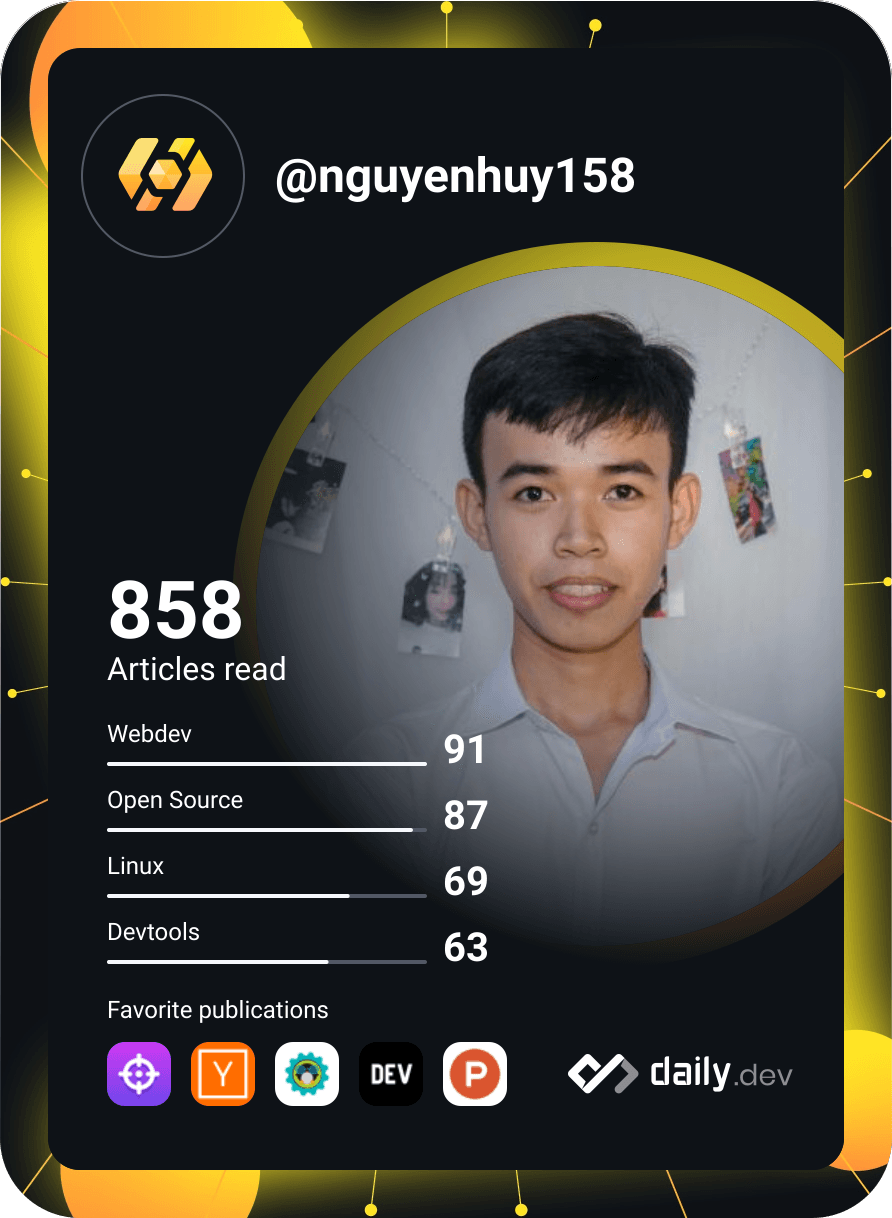 @nguyenhuy158
858
Articles read
Webdev
91
Open Source
87
Linux
69
Devtools
63
Favorite publications
Y
DEV
P
daily.dev